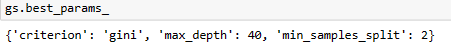 gs.best_params_
{'criterion': 'gini', 'max_depth': 40, 'min_samples_split': 2}